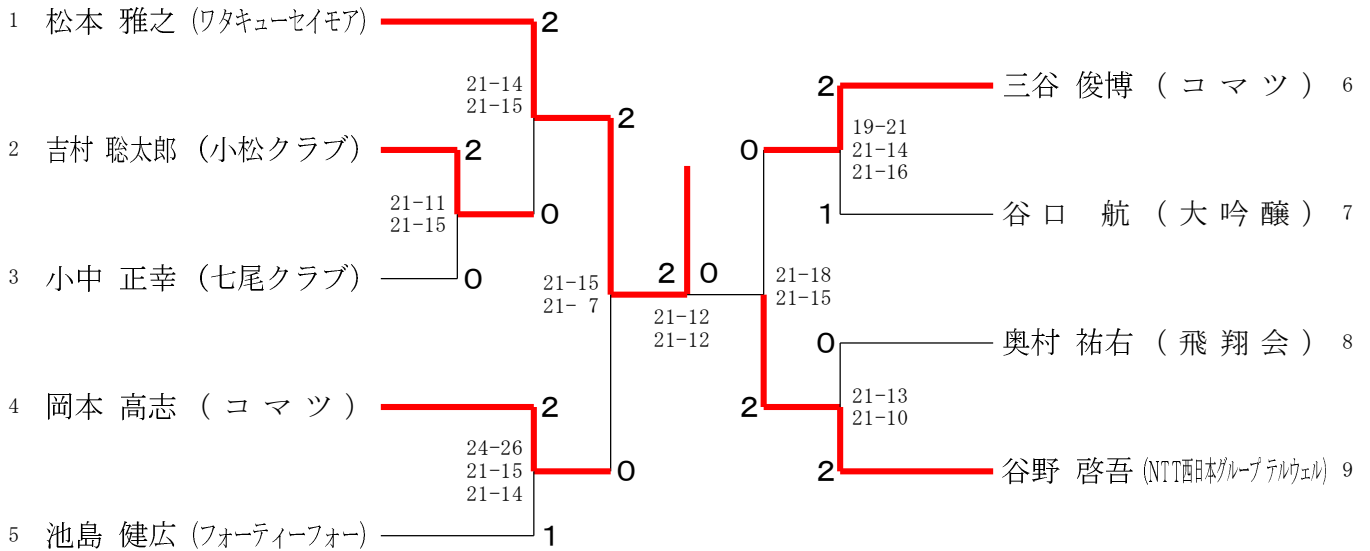 1 松本 雅之 (ワタキューセイモア) 2
21-14
21-15
2
2 吉村 聡太郎 (小松クラブ) 2
21-11
21-15
0
3 小中 正幸 (七尾クラブ) 0
21-15
21- 7
4 岡本 高志 ( コ マ ツ ) 2
24-26
21-15
21-14
0
5 池島 健広 (フォーティーフォー) 1
2 0
21-12
21-12
2 三谷 俊博 ( コ マ ツ ) 6
19-21
21-14
21-16
0
1 谷口 航 ( 大 吟 醸 ) 7
21-18
21-15
0 奥村 祐右 ( 飛 翔 会 ) 8
21-13
21-10
2
2 谷野 啓吾 (NTT西日本グループ テルウェル) 9